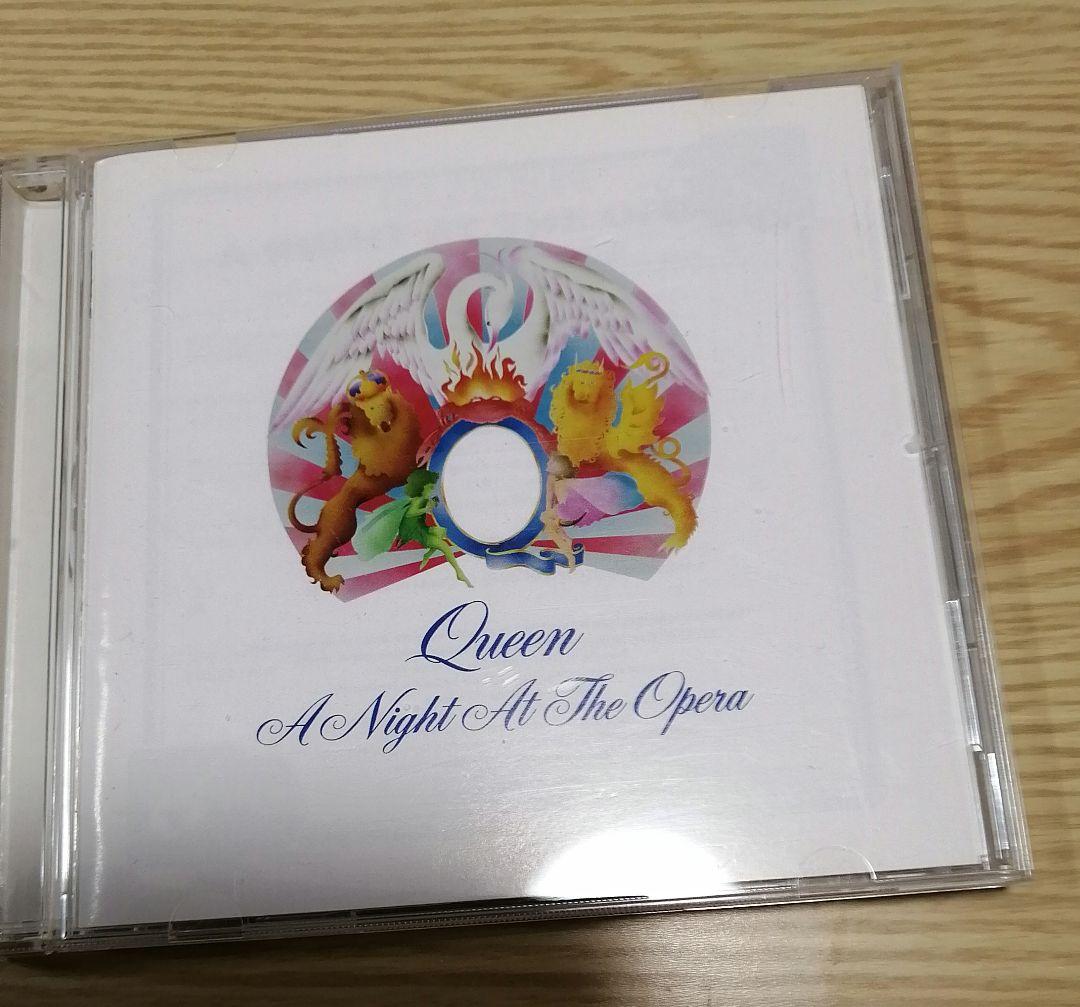 Queen
A Night At The Opera